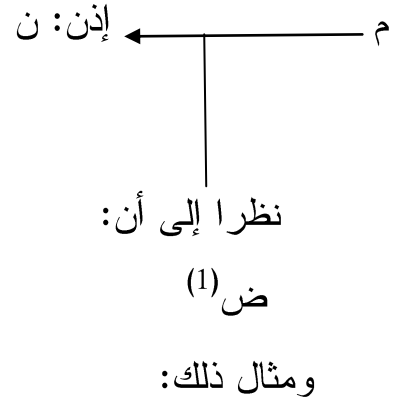 م إذن: ن
نظرا إلى أن:
ض(1)
ومثال ذلك: